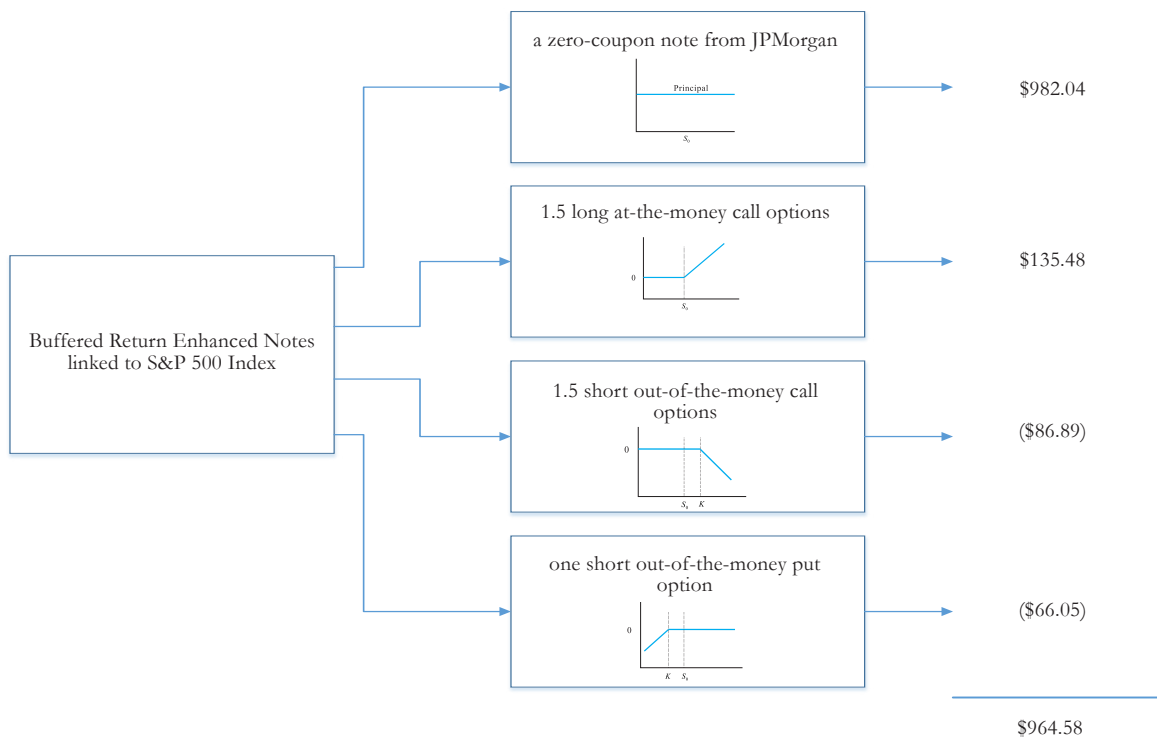 a zero-coupon note from JPMorgan
Principal
S0
$982.04
1.5 long at-the-money call options
0
S0
$135.48
Buffered Return Enhanced Notes
linked to S&P 500 Index
1.5 short out-of-the-money call
options
0
S0 K
($86.89)
one short out-of-the-money put
option
0
K S0
($66.05)
$964.58